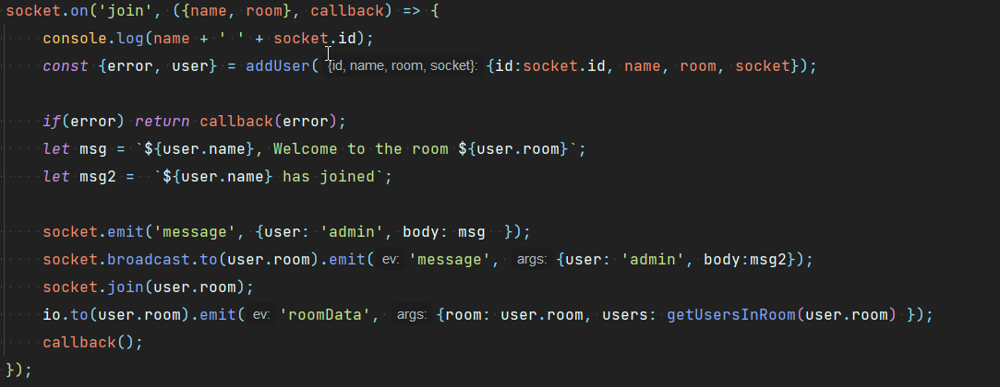 socket.on('join', ({name, room}, callback) => {
    console.log(name + ' ' + socket.id);
    const {error, user} = addUser( {id, name, room, socket}: {id:socket.id, name, room, socket});
    if(error) return callback(error);
    let msg = `${user.name}, Welcome to the room ${user.room}`;
    let msg2 =  `${user.name} has joined`;
    socket.emit('message', {user: 'admin', body: msg  });
    socket.broadcast.to(user.room).emit( ev: 'message',  args: {user: 'admin', body:msg2});
    socket.join(user.room);
    io.to(user.room).emit( ev: 'roomData',  args: {room: user.room, users: getUsersInRoom(user.room) });
    callback();
});